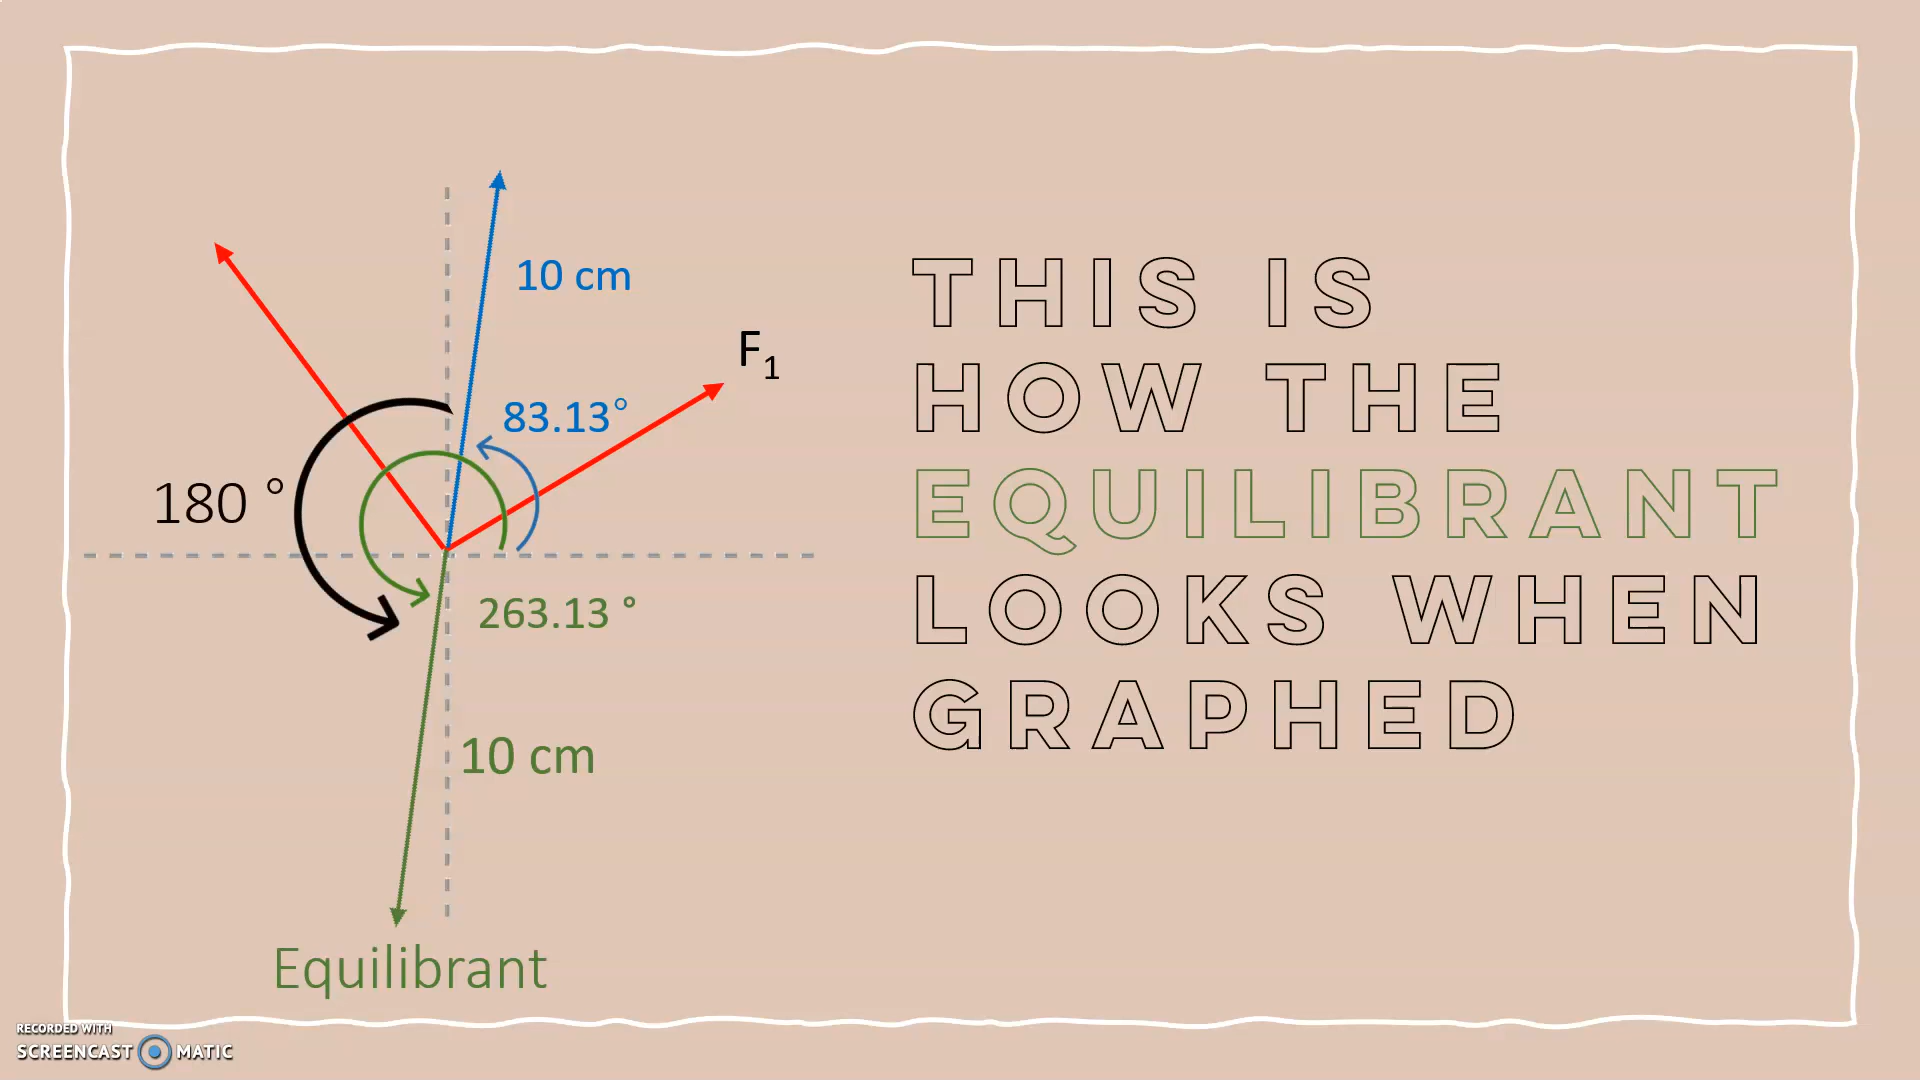 10 cm
F₁
83.13°
180 °
263.13 °
10 cm
Equilibrant
THIS IS
HOW THE
EQUILIBRANT
LOOKS WHEN
GRAPHED
RECORDED WITH
SCREENCAST MATIC